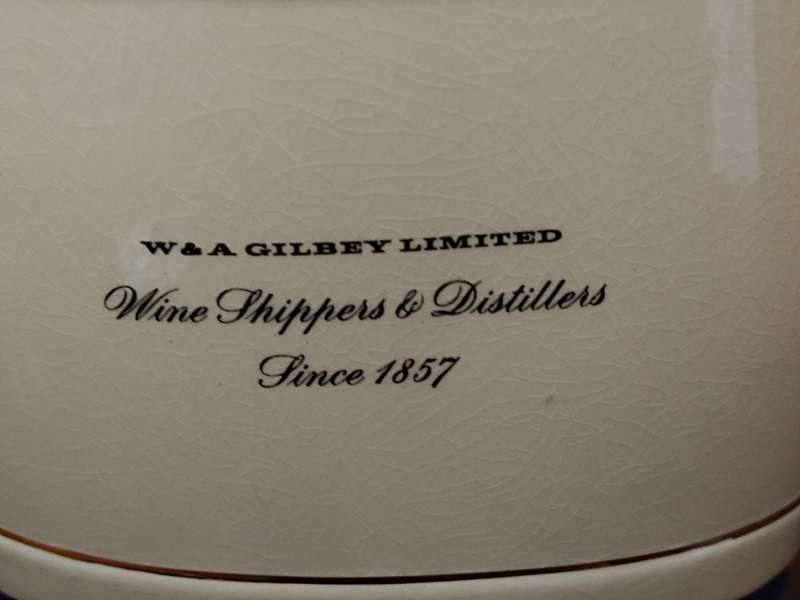 W & A GILBEY LIMITED
Wine Shippers & Distillers
Since 1857